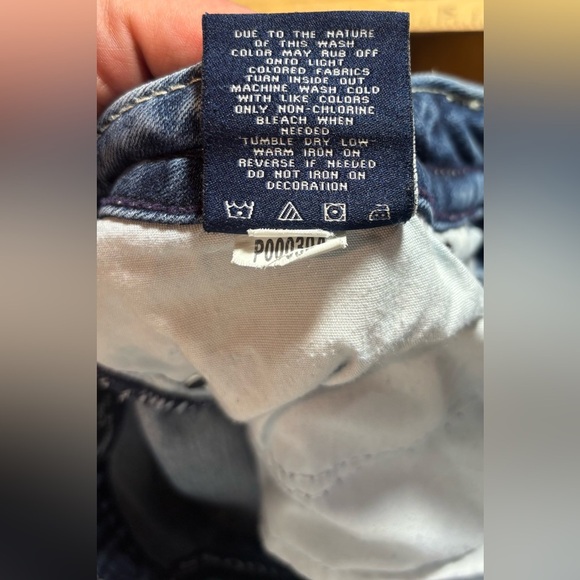 DUE TO THE NATURE
OF THIS WASH
COLOR MAY RUB OFF
ONTO LIGHT
COLORED FABRICS
TURN INSIDE OUT
MACHINE WASH COLD
WITH LIKE COLORS
ONLY NON-CHLORINE
BLEACH WHEN
NEEDED
TUMBLE DRY LOW
WARM IRON ON
REVERSE IF NEEDED
DO NOT IRON ON
DECORATION